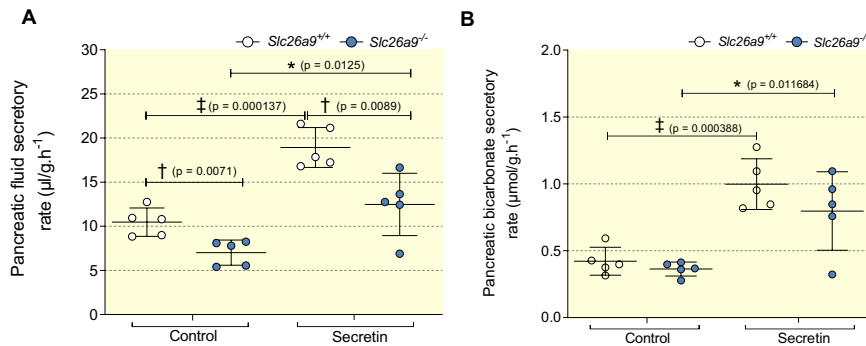 A
Slc26a9+/+ Slc26a9-/-
Pancreatic fluid secretory
rate (µl/g.h-1)
30
25
20
15
10
5
0
* (p = 0.0125)
‡ (p = 0.000137)
† (p = 0.0089)
† (p = 0.0071)
Control
Secretin
B
Slc26a9+/+ Slc26a9-/-
Pancreatic bicarbonate secretory
rate (µmol/g.h-1)
2.0
1.5
1.0
0.5
0.0
* (p = 0.011684)
‡ (p = 0.000388)
Control
Secretin